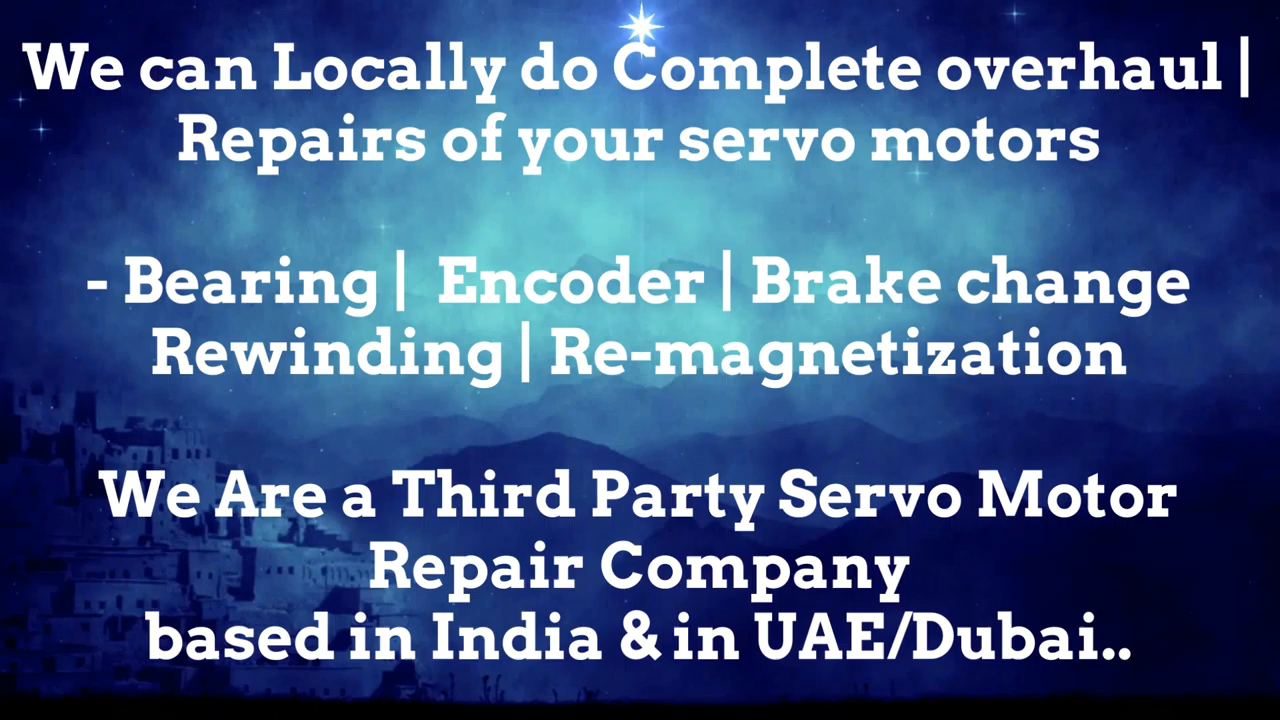 We can Locally do Complete overhaul |
Repairs of your servo motors
- Bearing | Encoder | Brake change
Rewinding | Re-magnetization
We Are a Third Party Servo Motor
Repair Company
based in India & in UAE/Dubai..